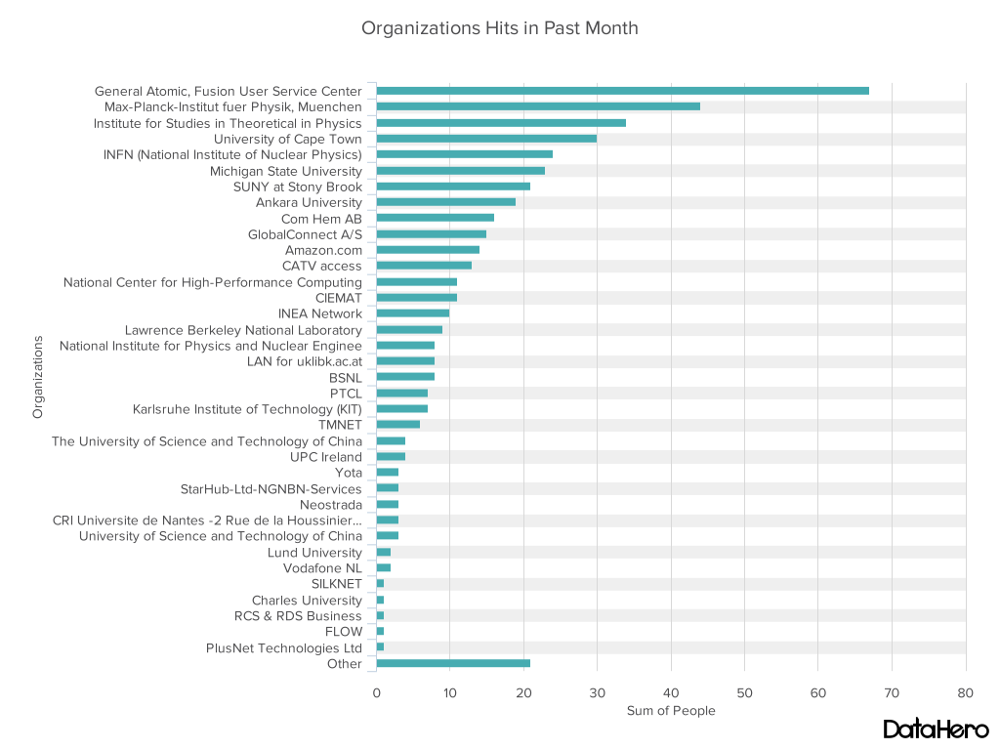 Organizations Hits in Past Month
Organizations
General Atomic, Fusion User Service Center
Max-Planck-Institut fuer Physik, Muenchen
Institute for Studies in Theoretical in Physics
University of Cape Town
INFN (National Institute of Nuclear Physics)
Michigan State University
SUNY at Stony Brook
Ankara University
Com Hem AB
GlobalConnect A/S
Amazon.com
CATV access
National Center for High-Performance Computing
CIEMAT
INEA Network
Lawrence Berkeley National Laboratory
National Institute for Physics and Nuclear Enginee
LAN for uklibk.ac.at
BSNL
PTCL
Karlsruhe Institute of Technology (KIT)
TMNET
The University of Science and Technology of China
UPC Ireland
Yota
StarHub-Ltd-NGNBN-Services
Neostrada
CRI Universite de Nantes -2 Rue de la Houssinier...
University of Science and Technology of China
Lund University
Vodafone NL
SILKNET
Charles University
RCS & RDS Business
FLOW
PlusNet Technologies Ltd
Other
0 10 20 30 40 50 60 70 80
Sum of People
DataHero